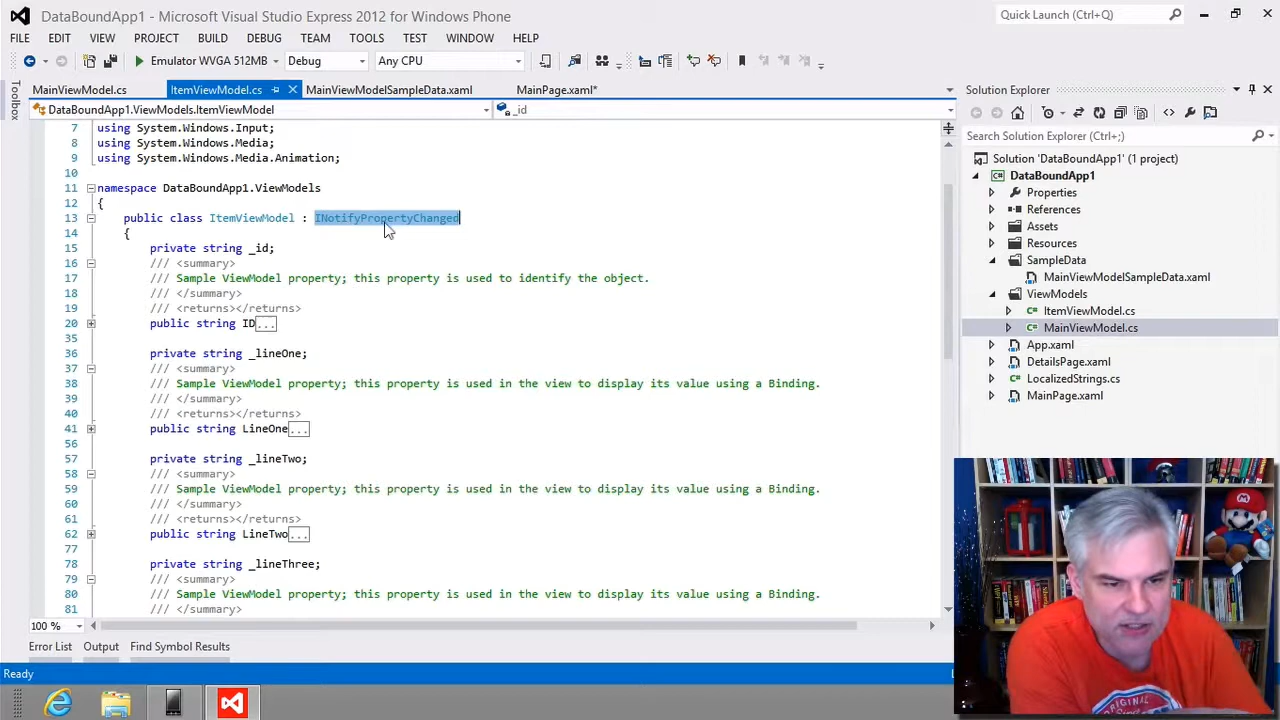 DataBoundApp1 - Microsoft Visual Studio Express 2012 for Windows Phone
Quick Launch (Ctrl+Q)
FILE EDIT VIEW PROJECT BUILD DEBUG TEAM TOOLS TEST WINDOW HELP
Emulator WVGA 512MB Debug Any CPU
Toolbox
MainViewModel.cs ItemViewModel.cs MainViewModelSampleData.xaml MainPage.xaml*
DataBoundApp1.ViewModels.ItemViewModel _id
7 using System.Windows.Input;
8 using System.Windows.Media;
9 using System.Windows.Media.Animation;
10
11 namespace DataBoundApp1.ViewModels
12 {
13 public class ItemViewModel : INotifyPropertyChanged
14 {
15 private string _id;
16 /// <summary>
17 /// Sample ViewModel property; this property is used to identify the object.
18 /// </summary>
19 /// <returns></returns>
20 public string ID...
35
36 private string _lineOne;
37 /// <summary>
38 /// Sample ViewModel property; this property is used in the view to display its value using a Binding.
39 /// </summary>
40 /// <returns></returns>
41 public string LineOne...
56
57 private string _lineTwo;
58 /// <summary>
59 /// Sample ViewModel property; this property is used in the view to display its value using a Binding.
60 /// </summary>
61 /// <returns></returns>
62 public string LineTwo...
77
78 private string _lineThree;
79 /// <summary>
80 /// Sample ViewModel property; this property is used in the view to display its value using a Binding.
81 /// </summary>
100 %
Error List Output Find Symbol Results
Ready
Solution Explorer
Search Solution Explorer (Ctrl+;)
Solution 'DataBoundApp1' (1 project)
DataBoundApp1
Properties
References
Assets
Resources
SampleData
MainViewModelSampleData.xaml
ViewModels
ItemViewModel.cs
MainViewModel.cs
App.xaml
DetailsPage.xaml
LocalizedStrings.cs
MainPage.xaml
ORIGINAL